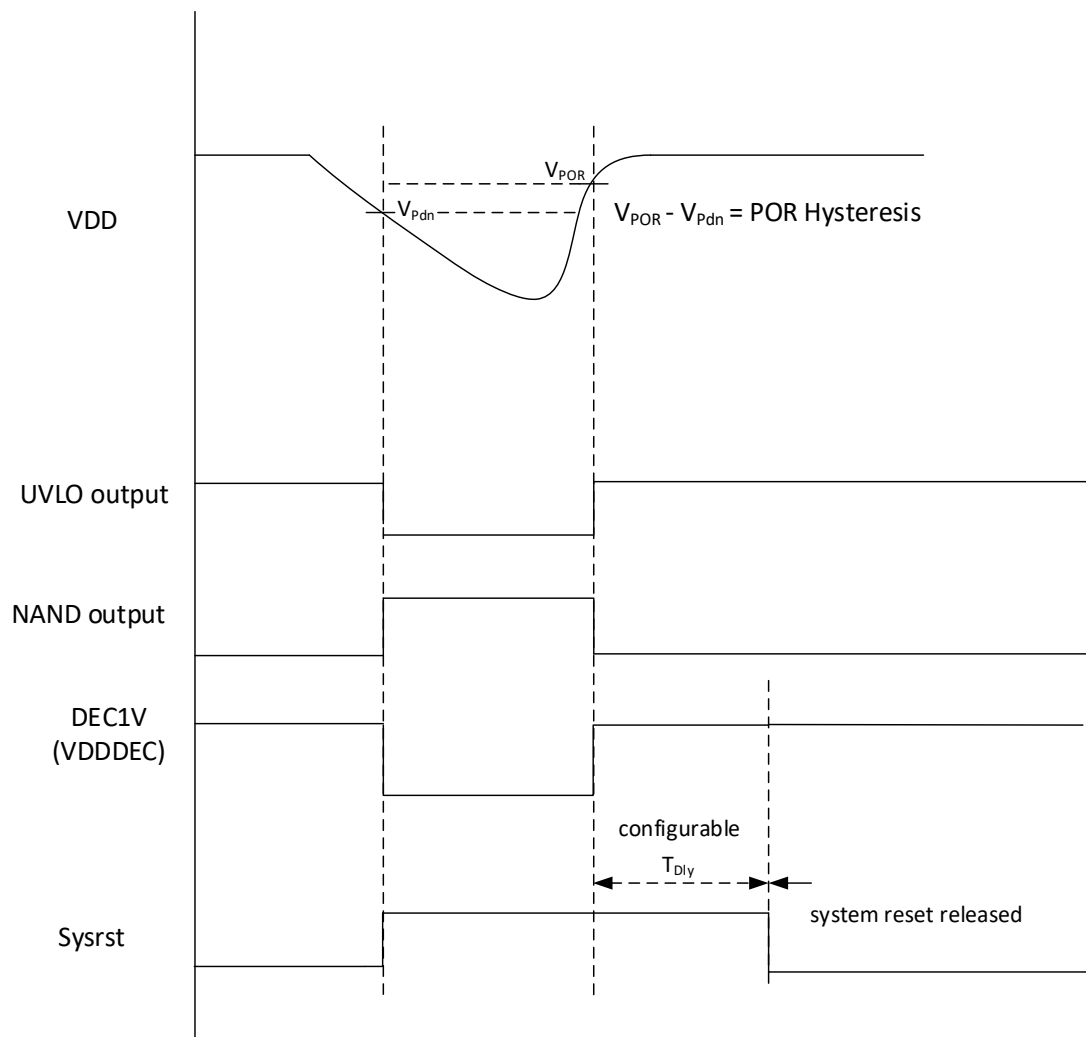 VDD
VPOR
VPdn
VPOR - VPdn = POR Hysteresis
UVLO output
NAND output
DEC1V
(VDDDEC)
configurable
TDly
system reset released
Sysrst